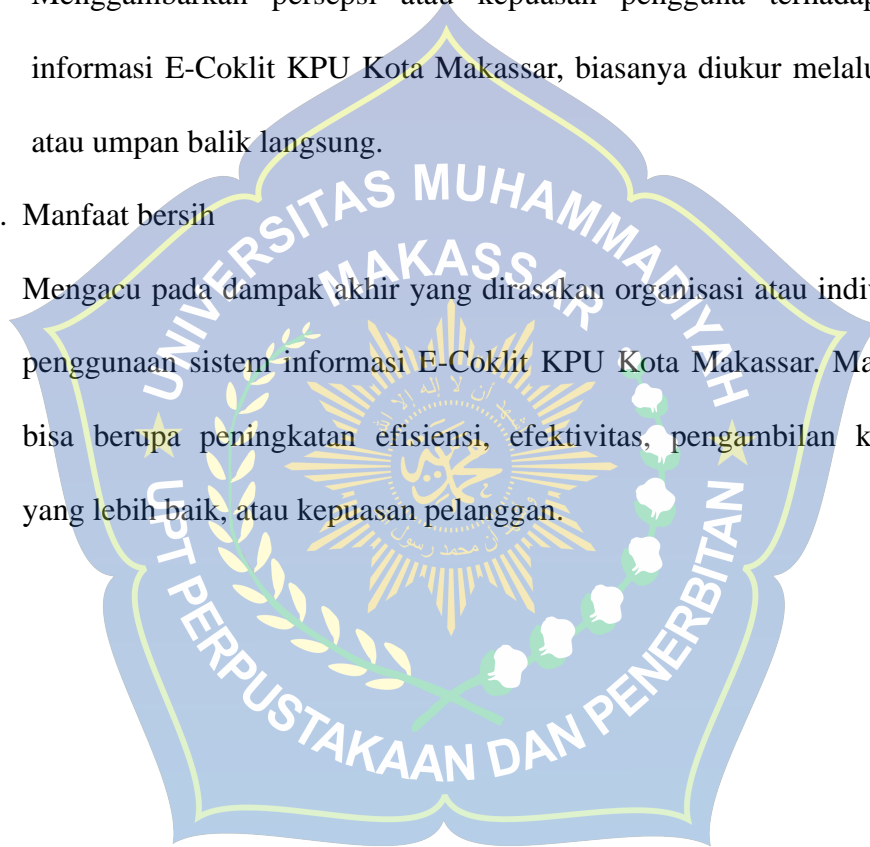 Menggambarkan persepsi atau kepuasan pengguna terhadap
informasi E-Coklit KPU Kota Makassar, biasanya diukur melalu
atau umpan balik langsung.
. Manfaat bersih
Mengacu pada dampak akhir yang dirasakan organisasi atau indiv
penggunaan sistem informasi E-Coklit KPU Kota Makassar. Ma
bisa berupa peningkatan efisiensi, efektivitas, pengambilan k
yang lebih baik, atau kepuasan pelanggan.
UNIVERSITAS MUHAMMADIYAH
MAKASSAR
UPT PERPUSTAKAAN DAN PENERBITAN